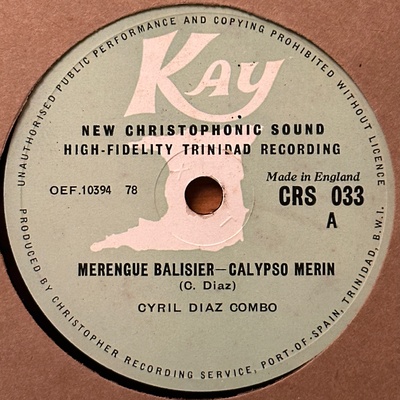 UNAUTHORISED PUBLIC PERFORMANCE AND COPYING PROHIBITED WITHOUT LICENCE
KAY
NEW CHRISTOPHONIC SOUND
HIGH-FIDELITY TRINIDAD RECORDING
OEF.10394 78
Made in England
CRS 033
A
MERENGUE BALISIER—CALYPSO MERIN
(C. Diaz)
CYRIL DIAZ COMBO
PRODUCED BY CHRISTOPHER RECORDING SERVICE, PORT-OF-SPAIN, TRINIDAD, B.W.I.